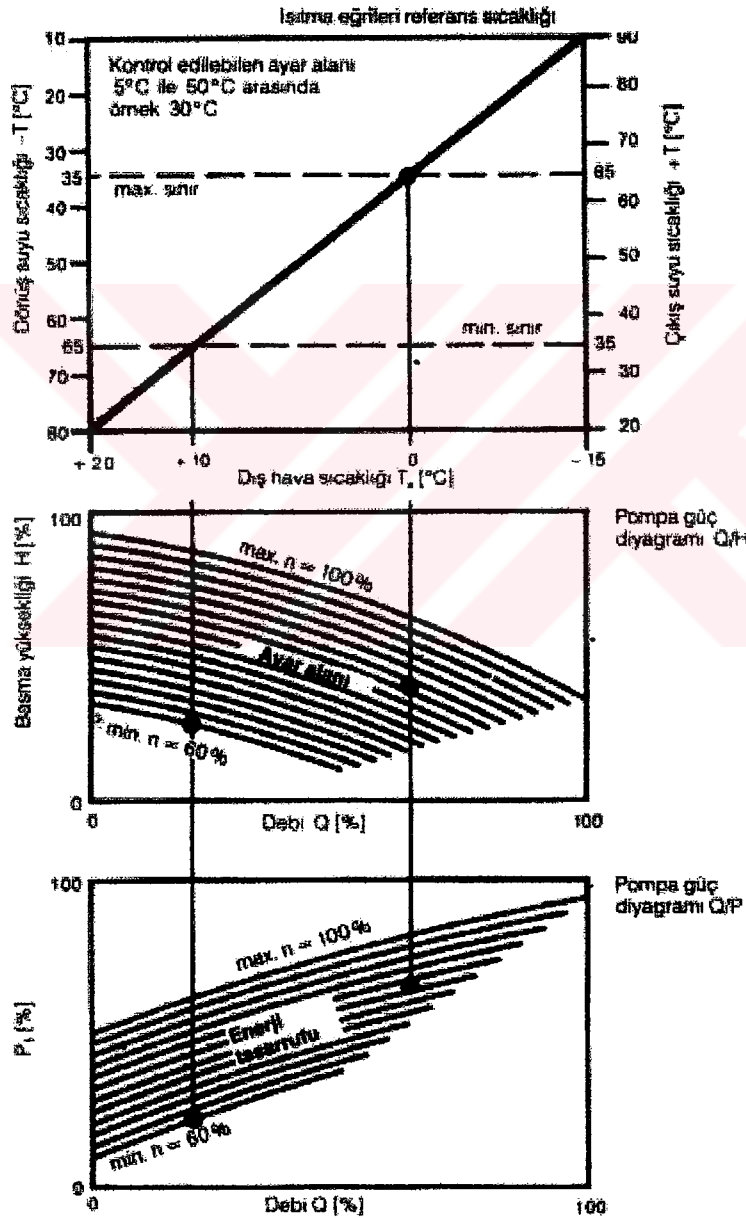 Isıtma eğrileri referans sıcaklığı
Dönüş suyu sıcaklığı -T [°C]
10
20
30
35
40
50
60
65
70
80
Kontrol edilebilen ayar alanı
5°C ile 50°C arasında
örnek 30°C
max. sınır
min. sınır
90
80
70
65
60
50
40
35
30
20
Çıkış suyu sıcaklığı +T [°C]
+20
+10
0
-15
Dış hava sıcaklığı Tₐ [°C]
Basma yüksekliği H [%]
100
0
max. n = 100%
Ayar alanı
min. n = 60%
Pompa güç
diyagramı Q/H
0
Debi Q [%]
100
P₁ [%]
100
0
max. n = 100%
Enerji
tasarrufu
min. n = 60%
Pompa güç
diyagramı Q/P
0
Debi Q [%]
100